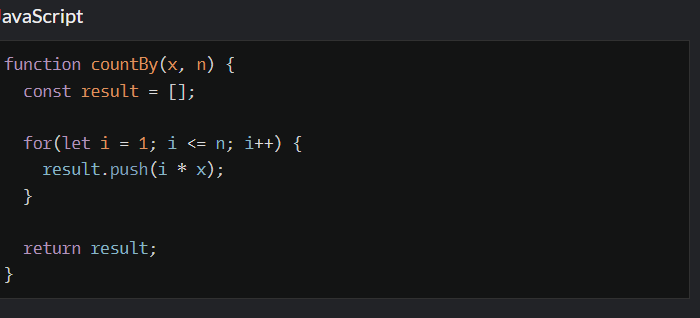 JavaScript
function countBy(x, n) {
  const result = [];
  for(let i = 1; i <= n; i++) {
    result.push(i * x);
  }
  return result;
}